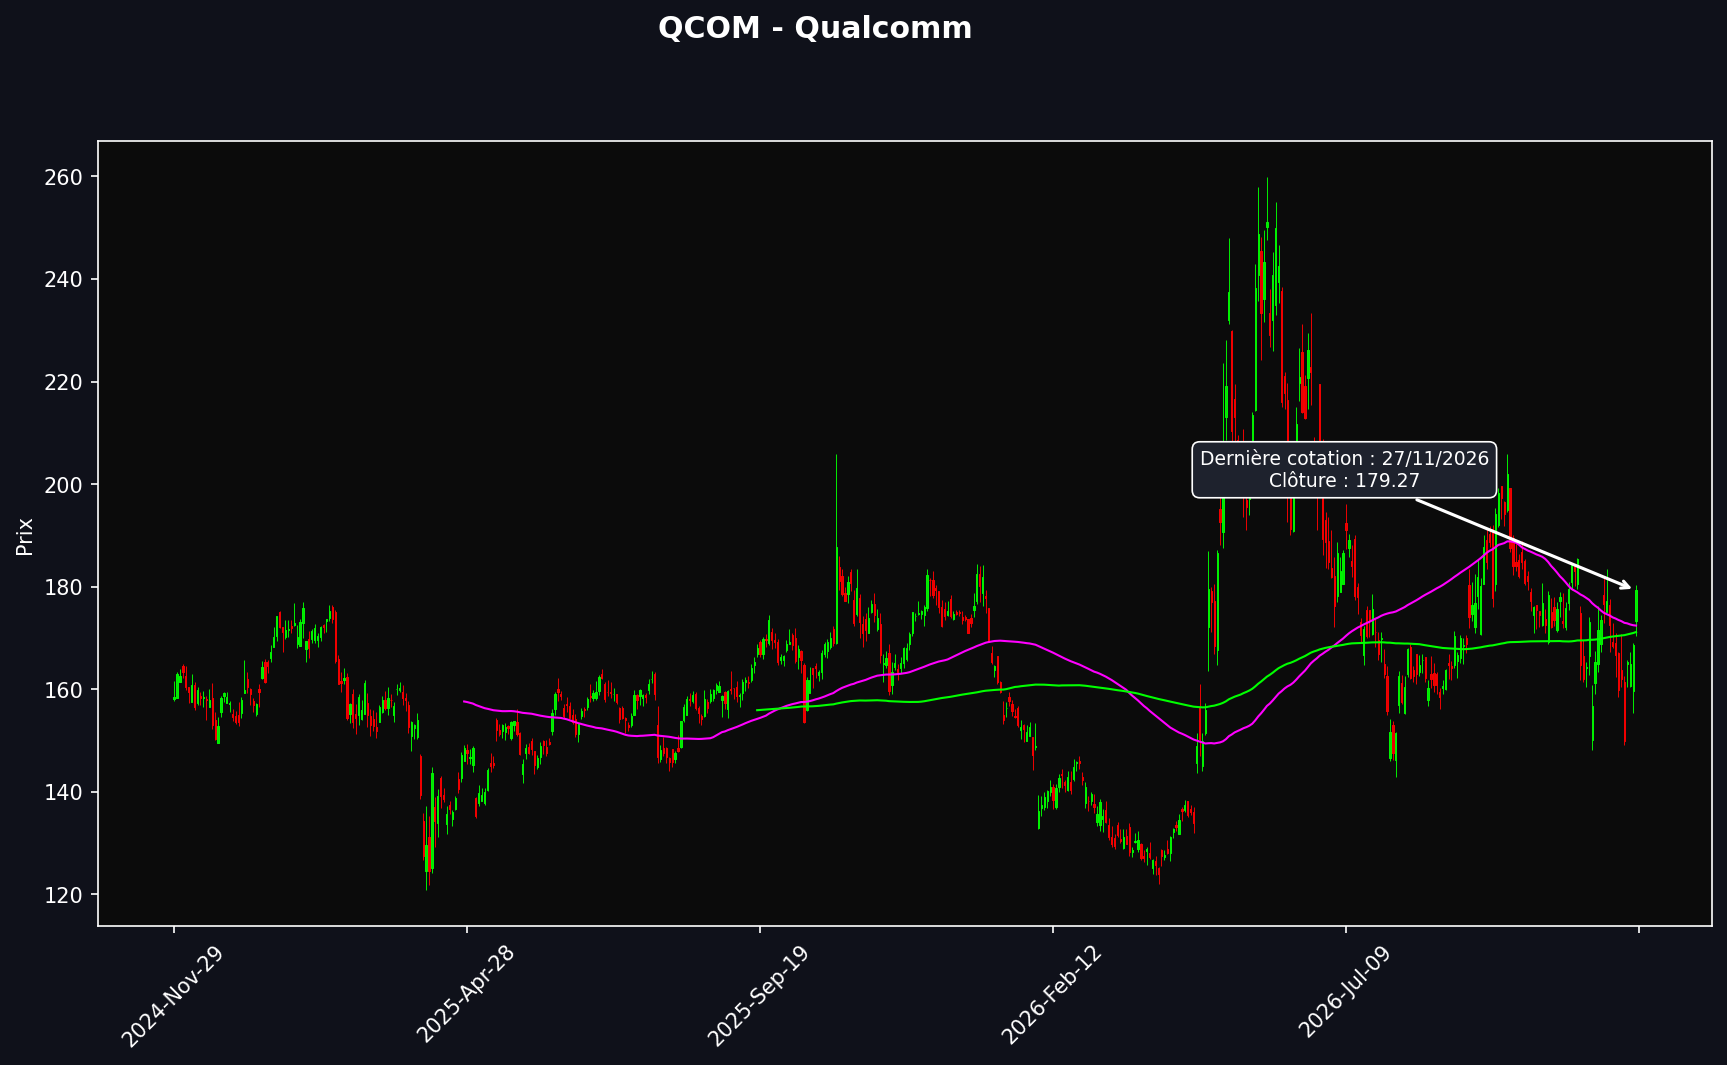 QCOM - Qualcomm
260
240
220
200
180
160
140
120
Prix
Dernière cotation : 27/11/2026
Clôture : 179.27
2024-Nov-29
2025-Apr-28
2025-Sep-19
2026-Feb-12
2026-Jul-09